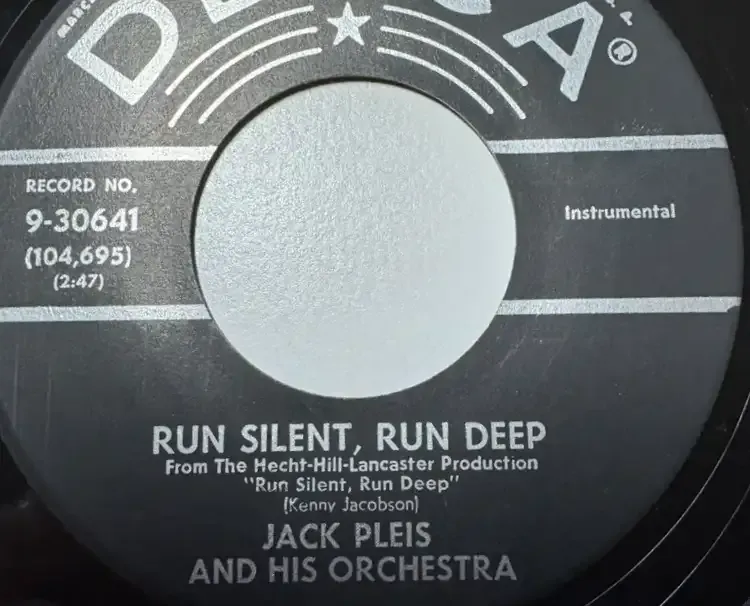 DECCA
®
RECORD NO.
9-30641
(104,695)
(2:47)
Instrumental
RUN SILENT, RUN DEEP
From The Hecht-Hill-Lancaster Production
"Run Silent, Run Deep"
(Kenny Jacobson)
JACK PLEIS
AND HIS ORCHESTRA